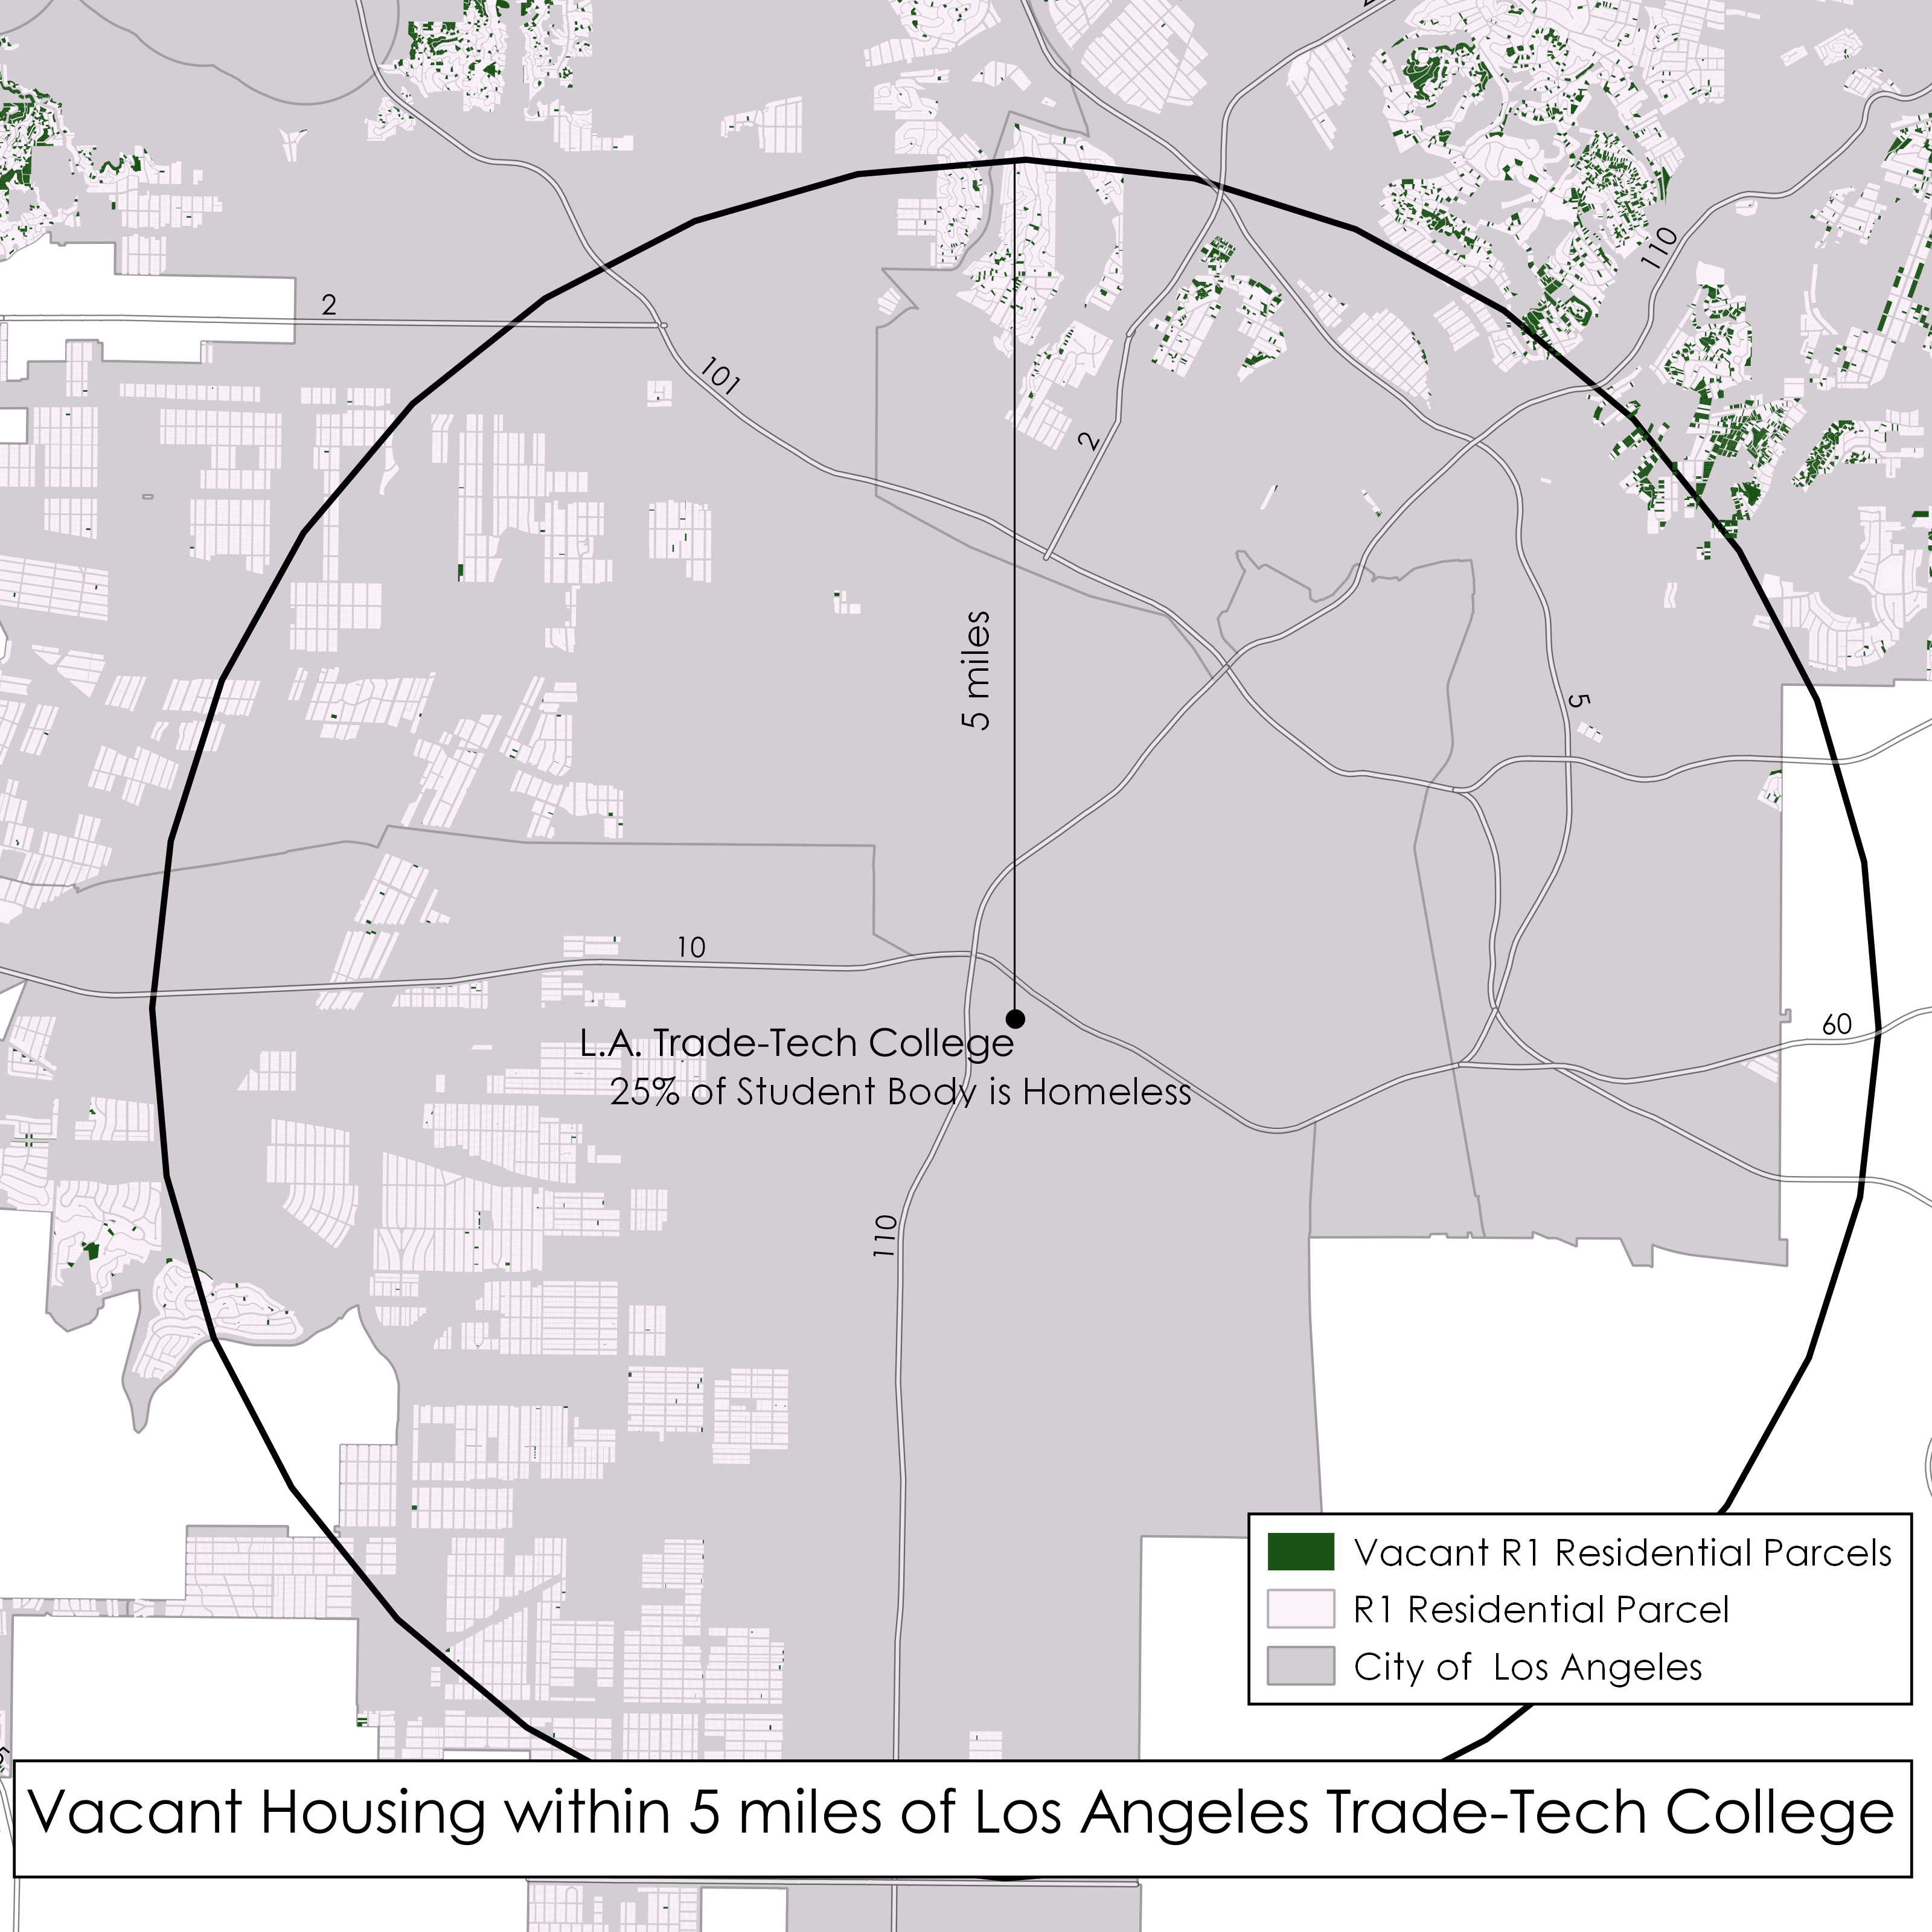 2
110
2
101
2
5 miles
5
10
L.A. Trade-Tech College
60
25% of Student Body is Homeless
110
Vacant R1 Residential Parcels
R1 Residential Parcel
City of Los Angeles
Vacant Housing within 5 miles of Los Angeles Trade-Tech College